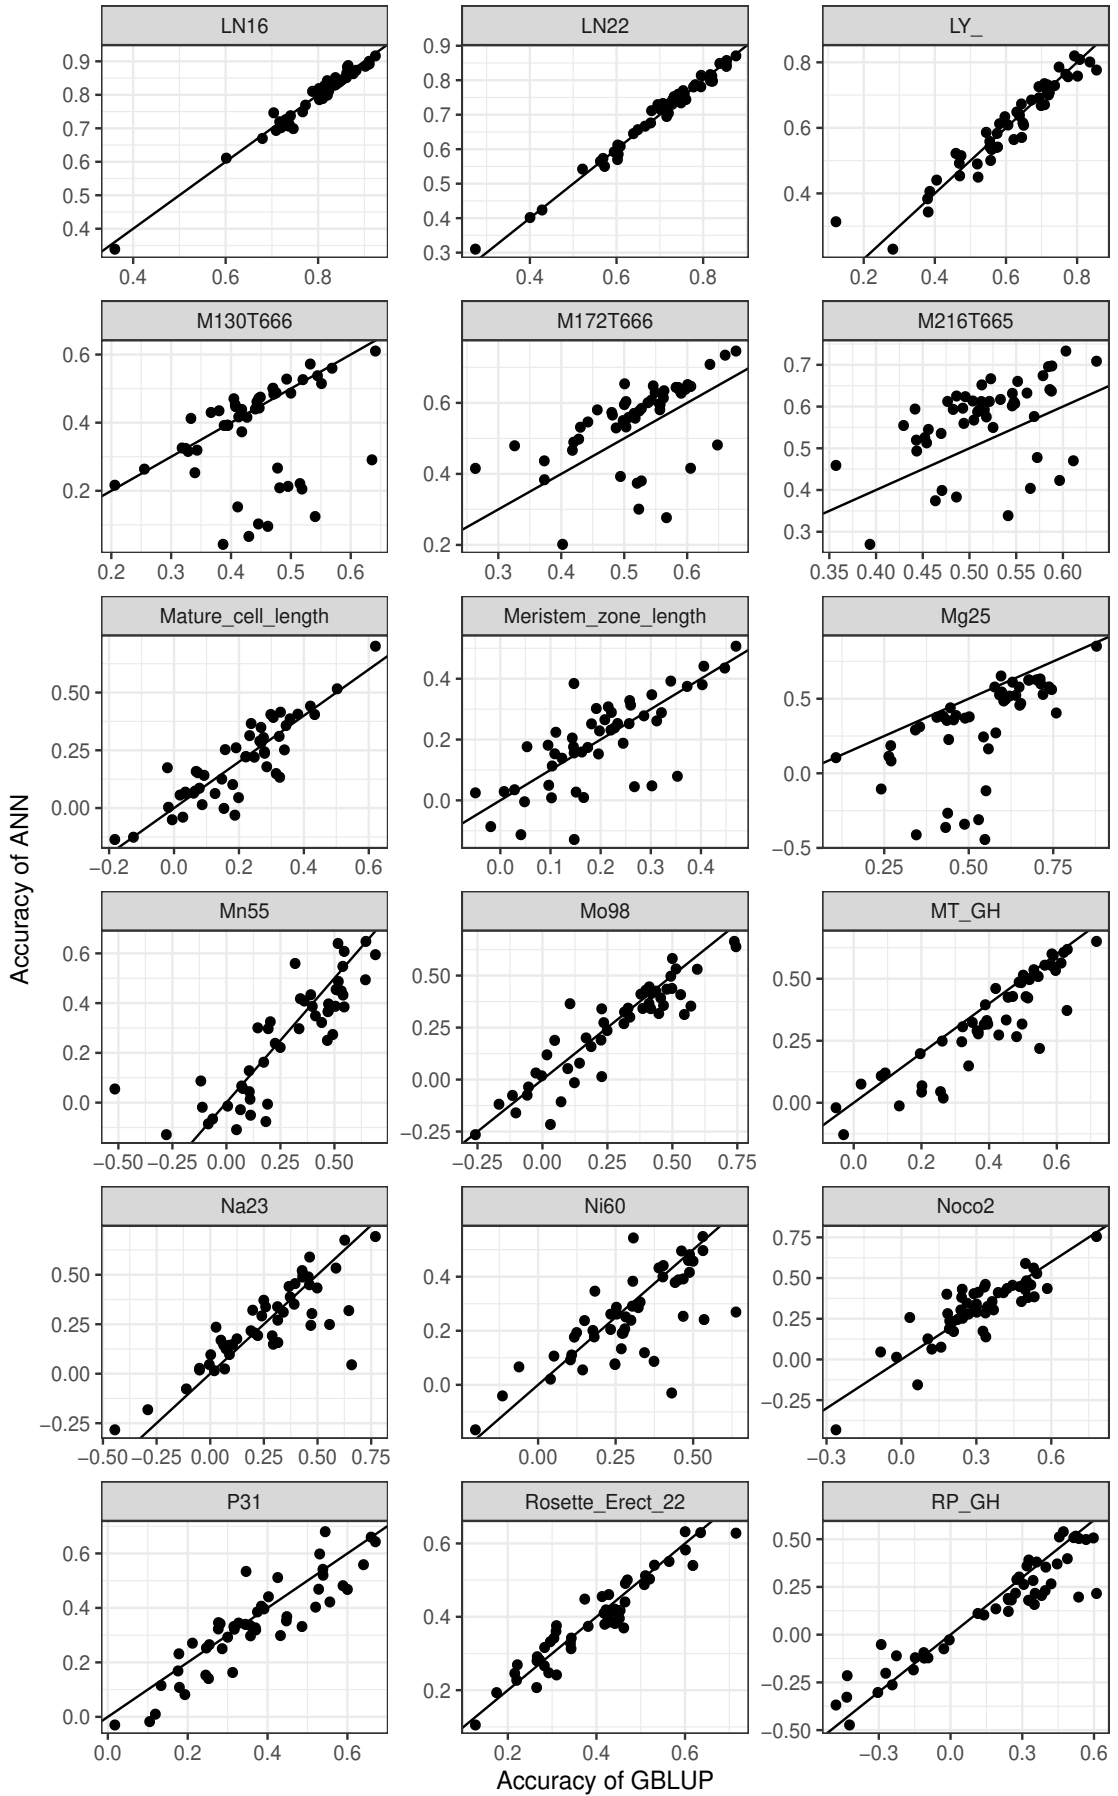 LN16 LN22 LY_
0.9 0.8 0.7 0.6 0.5 0.4
0.4 0.6 0.8
0.9 0.8 0.7 0.6 0.5 0.4 0.3
0.4 0.6 0.8
0.8 0.6 0.4
0.2 0.4 0.6 0.8
M130T666 M172T666 M216T665
0.6 0.4 0.2
0.2 0.3 0.4 0.5 0.6
0.6 0.4 0.2
0.3 0.4 0.5 0.6
0.7 0.6 0.5 0.4 0.3
0.35 0.40 0.45 0.50 0.55 0.60
Mature_cell_length Meristem_zone_length Mg25
0.50 0.25 0.00
−0.2 0.0 0.2 0.4 0.6
0.4 0.2 0.0
0.0 0.1 0.2 0.3 0.4
0.5 0.0 −0.5
0.25 0.50 0.75
Accuracy of ANN
Mn55 Mo98 MT_GH
0.6 0.4 0.2 0.0
−0.50 −0.25 0.00 0.25 0.50
0.50 0.25 0.00 −0.25
−0.25 0.00 0.25 0.50 0.75
0.50 0.25 0.00
0.0 0.2 0.4 0.6
Na23 Ni60 Noco2
0.50 0.25 0.00 −0.25
−0.50 −0.25 0.00 0.25 0.50 0.75
0.4 0.2 0.0
0.00 0.25 0.50
0.75 0.50 0.25 0.00 −0.25
−0.3 0.0 0.3 0.6
P31 Rosette_Erect_22 RP_GH
0.6 0.4 0.2 0.0
0.0 0.2 0.4 0.6
0.6 0.4 0.2
0.2 0.4 0.6
0.50 0.25 0.00 −0.25 −0.50
−0.3 0.0 0.3 0.6
Accuracy of GBLUP